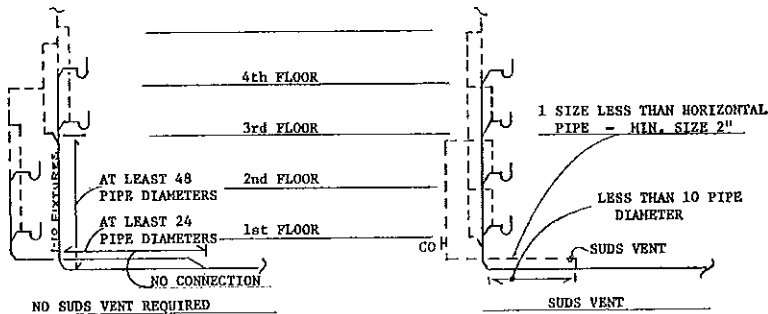 4th FLOOR
3rd FLOOR
2nd FLOOR
1st FLOOR
AT LEAST 48
PIPE DIAMETERS
AT LEAST 24
PIPE DIAMETERS
NO FIXTURES
NO CONNECTION
NO SUDS VENT REQUIRED
1 SIZE LESS THAN HORIZONTAL
PIPE - MIN. SIZE 2"
LESS THAN 10 PIPE
DIAMETER
CO
SUDS VENT
SUDS VENT